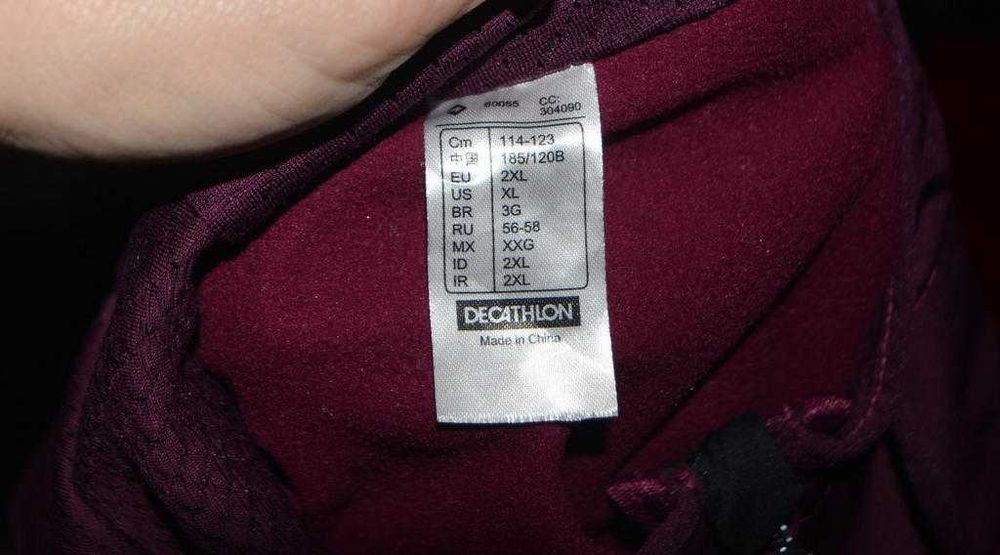 60055 CC:
304090
Cm 114-123
中国 185/120B
EU 2XL
US XL
BR 3G
RU 56-58
MX XXG
ID 2XL
IR 2XL
DECATHLON
Made in China